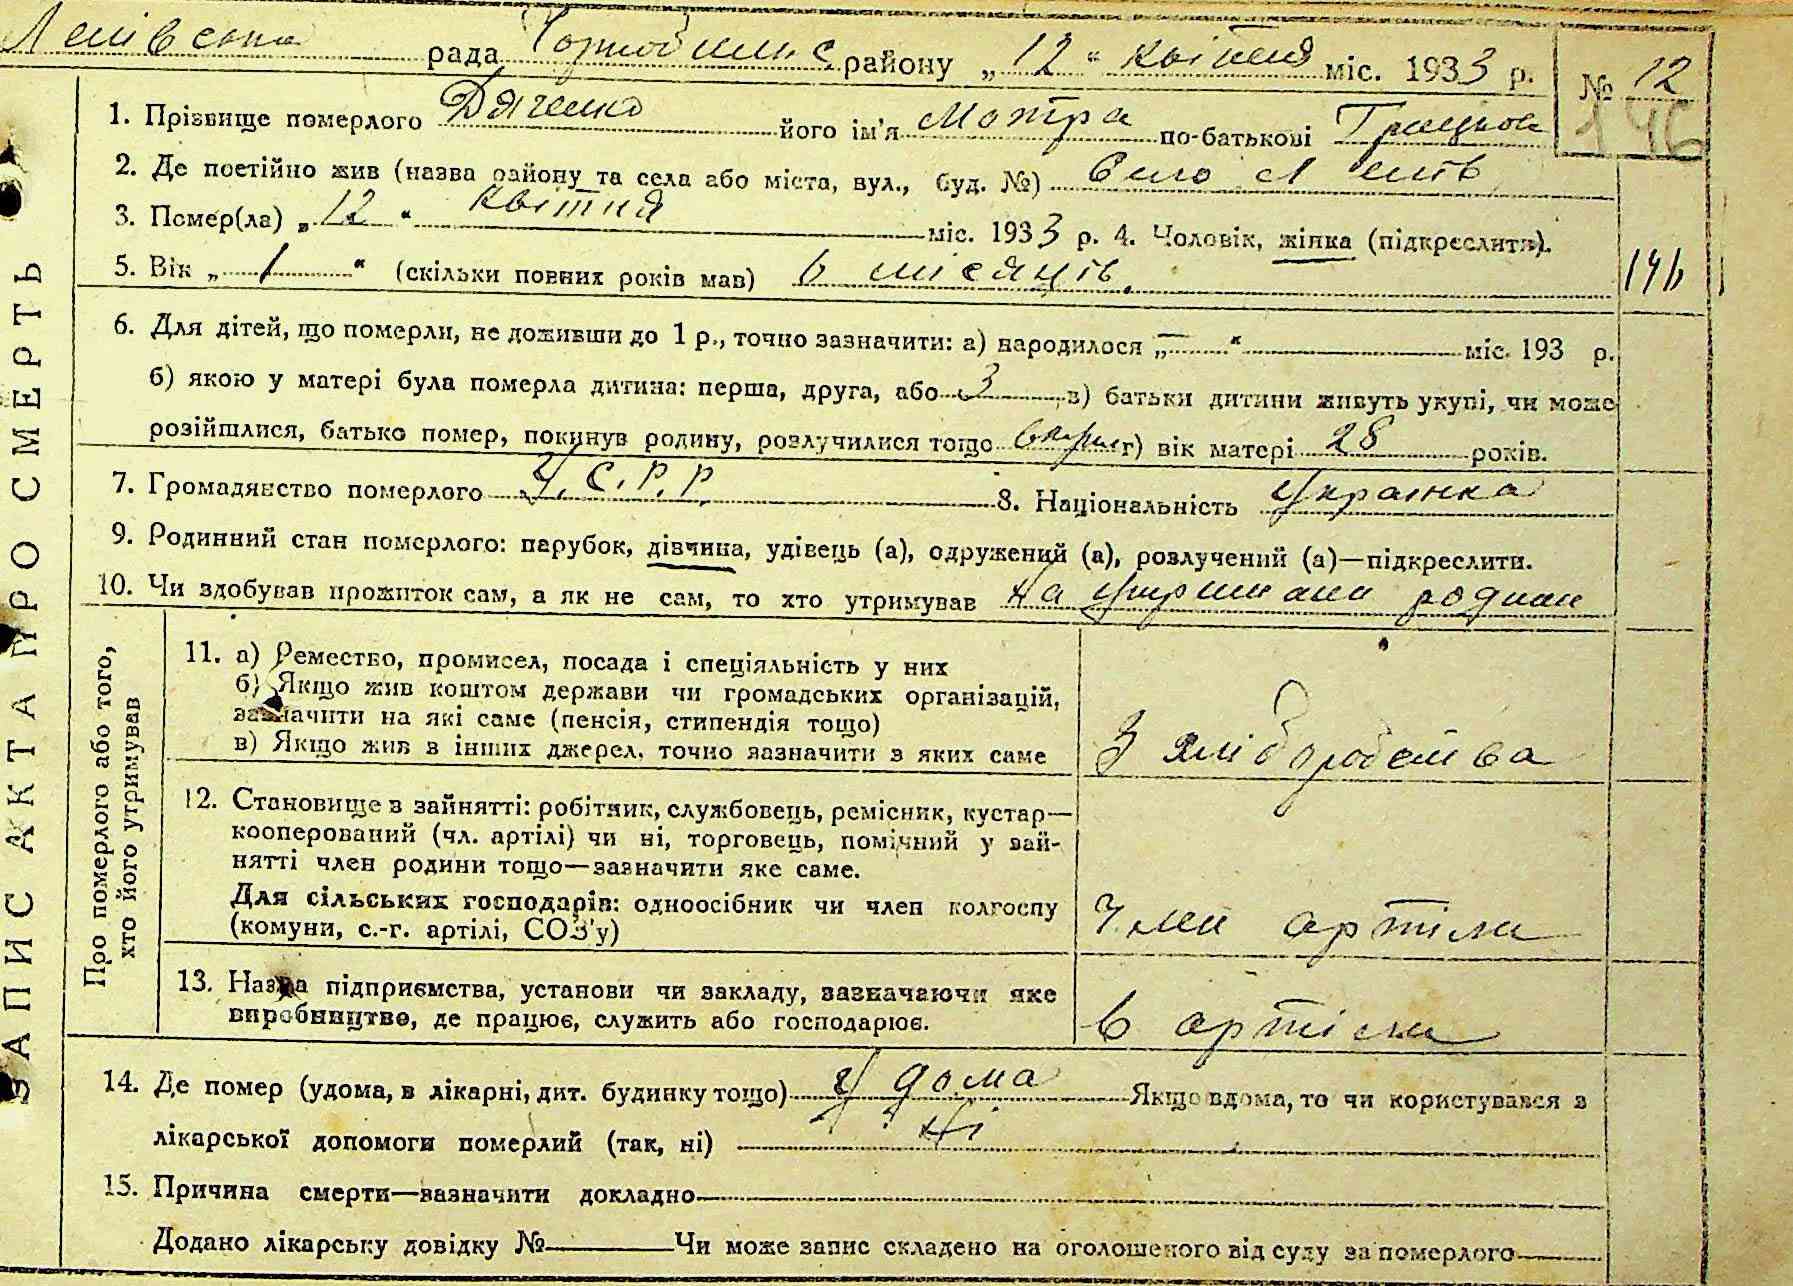 Лепівська рада Чорнобильс. району „12“ квітня міс. 1933 р. № 12
146
1. Прізвище померлого Дяченко його ім'я Мотра по-батькові
2. Де постійно жив (назва району та села або міста, вул., буд. №) Село
3. Помер(ла) „12“ квітня міс. 1933 р. 4. Чоловік, жінка (підкреслити).
5. Вік „1“ (скільки повних років мав) 6 місяців.
146
6. Для дітей, що померли, не доживши до 1 р., точно зазначити: а) народилося „—“ міс. 193 р.
б) якою у матері була померла дитина: перша, друга, або 3 в) батьки дитини живуть укупі, чи може
розійшлися, батько помер, покинув родину, розлучилися тощо г) вік матері 28 років.
7. Громадянство померлого У.С.Р.Р. 8. Національність Українка
9. Родинний стан померлого: парубок, дівчина, удівець (а), одружений (а), розлучений (а)—підкреслити.
10. Чи здобував прожиток сам, а як не сам, то хто утримував На
ЗАПИС АКТА ПРО СМЕРТЬ
Про померлого або того,
хто його утримував
11. а) Ремество, промисел, посада і спеціяльність у них
б) Якщо жив коштом держави чи громадських організацій,
зазначити на які саме (пенсія, стипендія тощо)
в) Якщо жив з інших джерел, точно зазначити з яких саме
З хліборобства
12. Становище в зайнятті: робітник, службовець, ремісник, кустар—
кооперований (чл. артілі) чи ні, торговець, помічний у зай-
нятті член родини тощо—зазначити яке саме.
Для сільських господарів: одноосібник чи член колгоспу
(комуни, с.-г. артілі, СОЗ'у)
Член артіли
13. Назва підприємства, установи чи закладу, зазначаючи яке
виробництво, де працює, служить або господарює.
в артіли
14. Де помер (удома, в лікарні, дит. будинку тощо) У дома Якщо вдома, то чи користувався з
лікарської допомоги померлий (так, ні) Ні
15. Причина смерти—зазначити докладно
Додано лікарську довідку № Чи може запис складено на оголошеного від суду за померлого